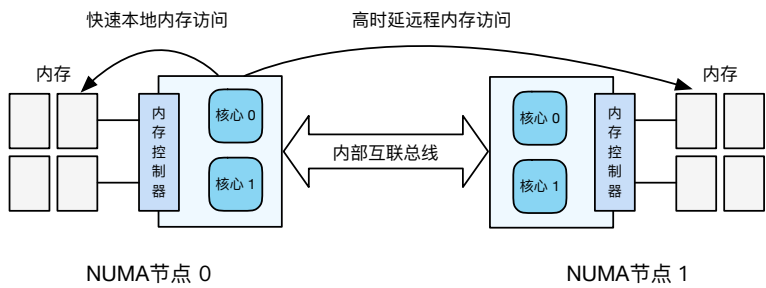 快速本地内存访问
高时延远程内存访问
内存
内存
内存控制器
核心 0
核心 1
内部互联总线
核心 0
核心 1
内存控制器
NUMA节点 0
NUMA节点 1